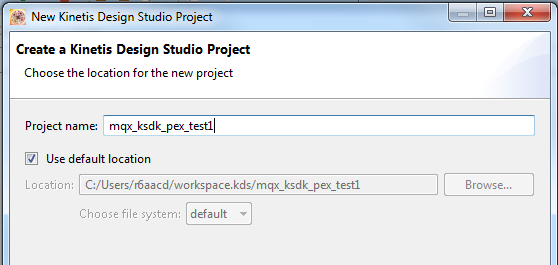 New Kinetis Design Studio Project
Create a Kinetis Design Studio Project
Choose the location for the new project
Project name: mqx_ksdk_pex_test1
Use default location
Location: C:/Users/r6aacd/workspace.kds/mqx_ksdk_pex_test1 Browse...
Choose file system: default